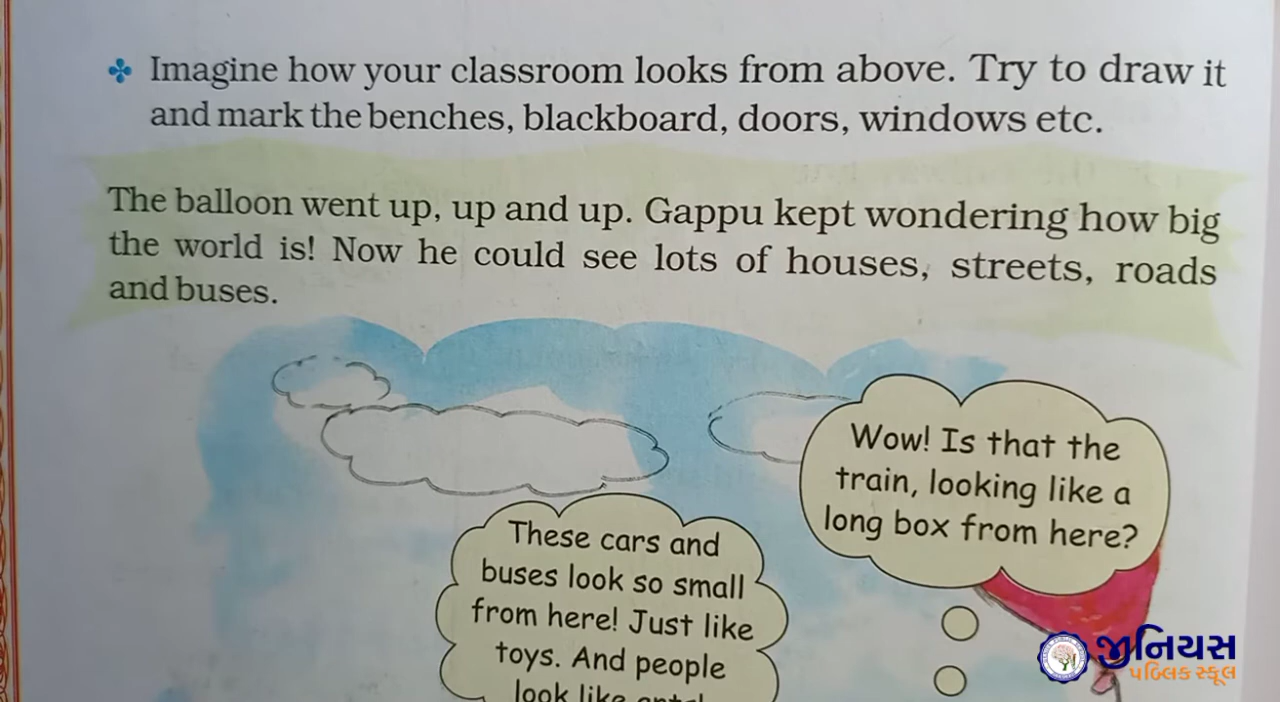 Imagine how your classroom looks from above. Try to draw it
and mark the benches, blackboard, doors, windows etc.
The balloon went up, up and up. Gappu kept wondering how big
the world is! Now he could see lots of houses, streets, roads
and buses.
Wow! Is that the
train, looking like a
long box from here?
These cars and
buses look so small
from here! Just like
toys. And people
look like ants!
જીનિયસ
પબ્લિક સ્કૂલ